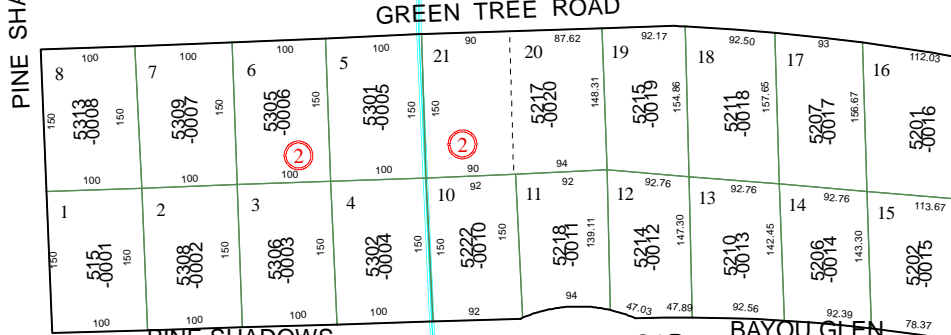 GREEN TREE ROAD
PINE SHA
100 100 100 100 90 87.62 92.17 92.50 93 112.03
8 7 6 5 21 20 19 18 17 16
5313 -0008
5309 -0007
5305 -0006
5301 -0005
5217 -0020
5215 -0019
5211 -0018
5207 -0017
5201 -0016
150 150 150 150 150 150 148.31 154.86 157.65 156.67
2 2
100 100 100 100 90 94
92 92 92.76 92.76 92.76 113.67
1 2 3 4 10 11 12 13 14 15
515 -0001
5308 -0002
5306 -0003
5302 -0004
5222 -0010
5218 -0011
5214 -0012
5210 -0013
5206 -0014
5202 -0015
150 150 150 150 150 150 139.11 147.30 142.45 143.30
100 100 100 100 92 94 47.03 47.89 92.56 92.39 78.37
PINE SHADOWS
BAYOU GLEN